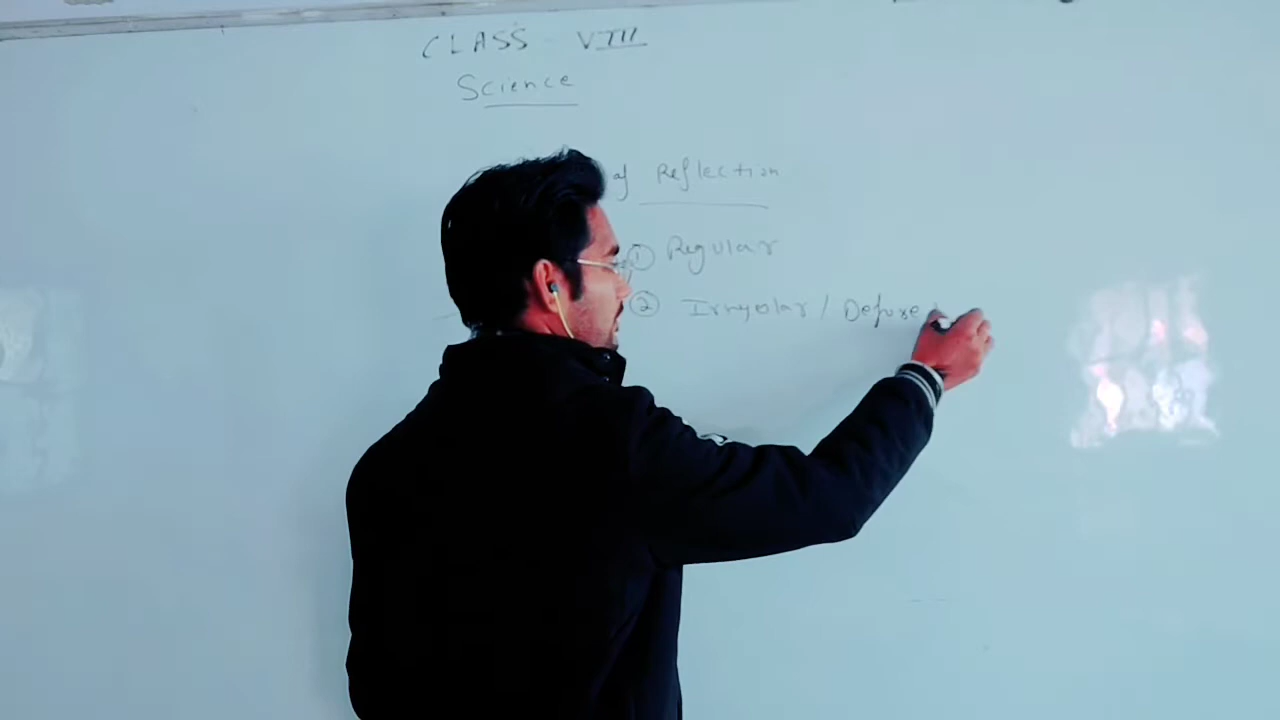 CLASS VIII
Science
of Reflection
① Regular
② Irregular / Defuse